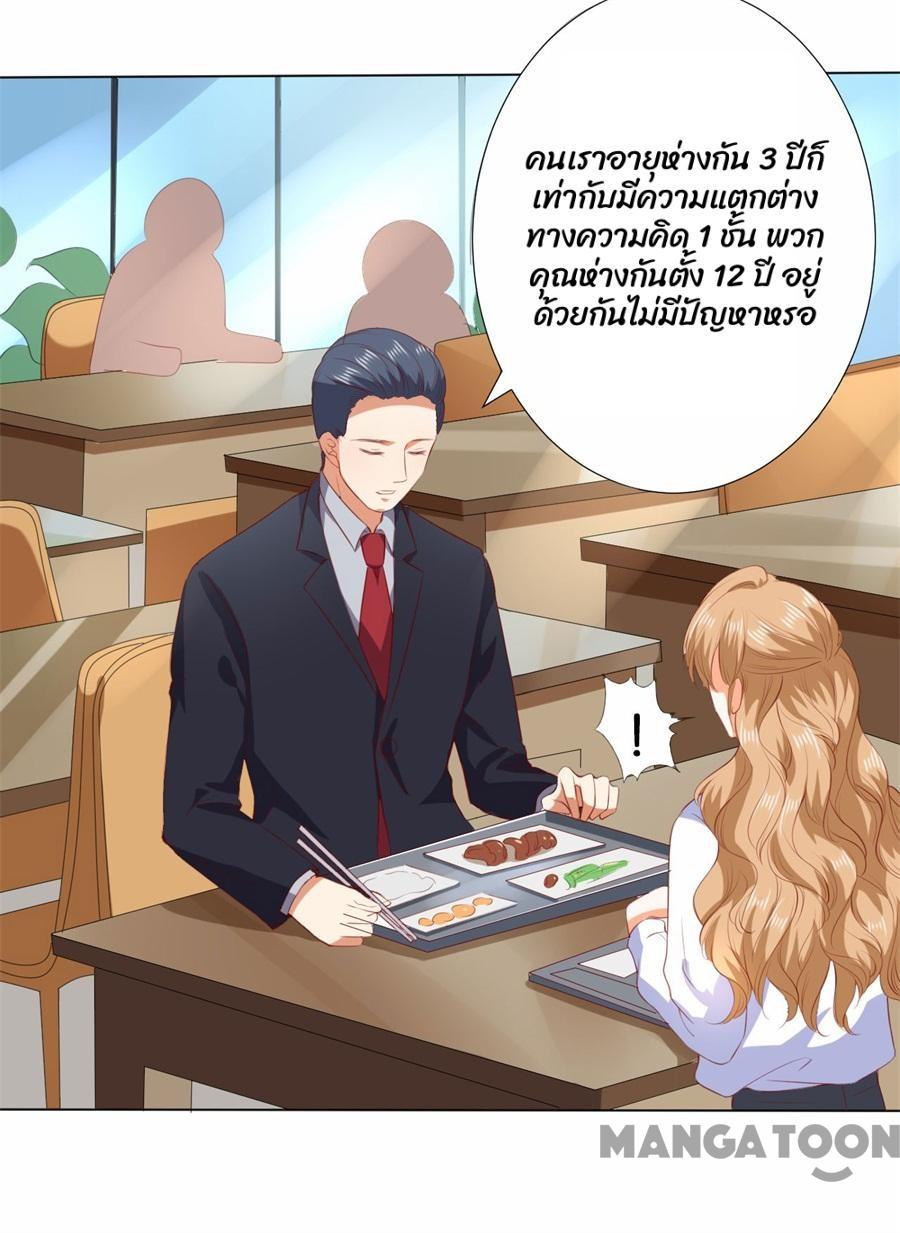 คนเราอายุห่างกัน 3 ปีก็
เท่ากับมีความแตกต่าง
ทางความคิด 1 ชั้น พวก
คุณห่างกันตั้ง 12 ปี อยู่
ด้วยกันไม่มีปัญหาหรอ
!
MANGATOON